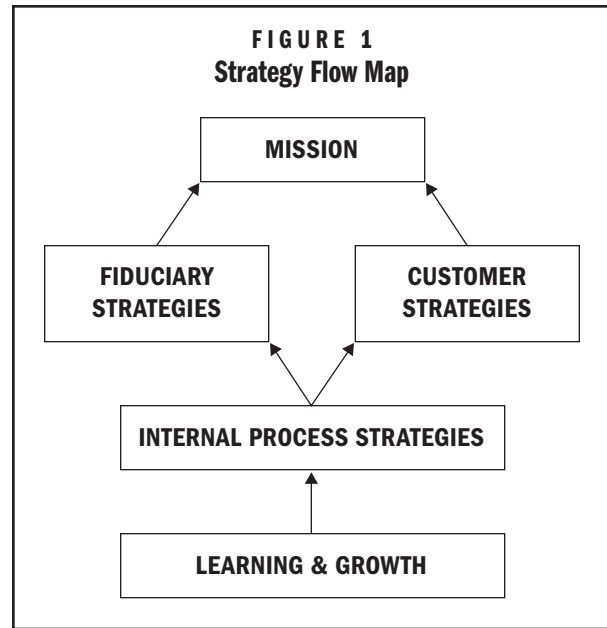 FIGURE 1
Strategy Flow Map
MISSION
FIDUCIARY
STRATEGIES
CUSTOMER
STRATEGIES
INTERNAL PROCESS STRATEGIES
LEARNING & GROWTH